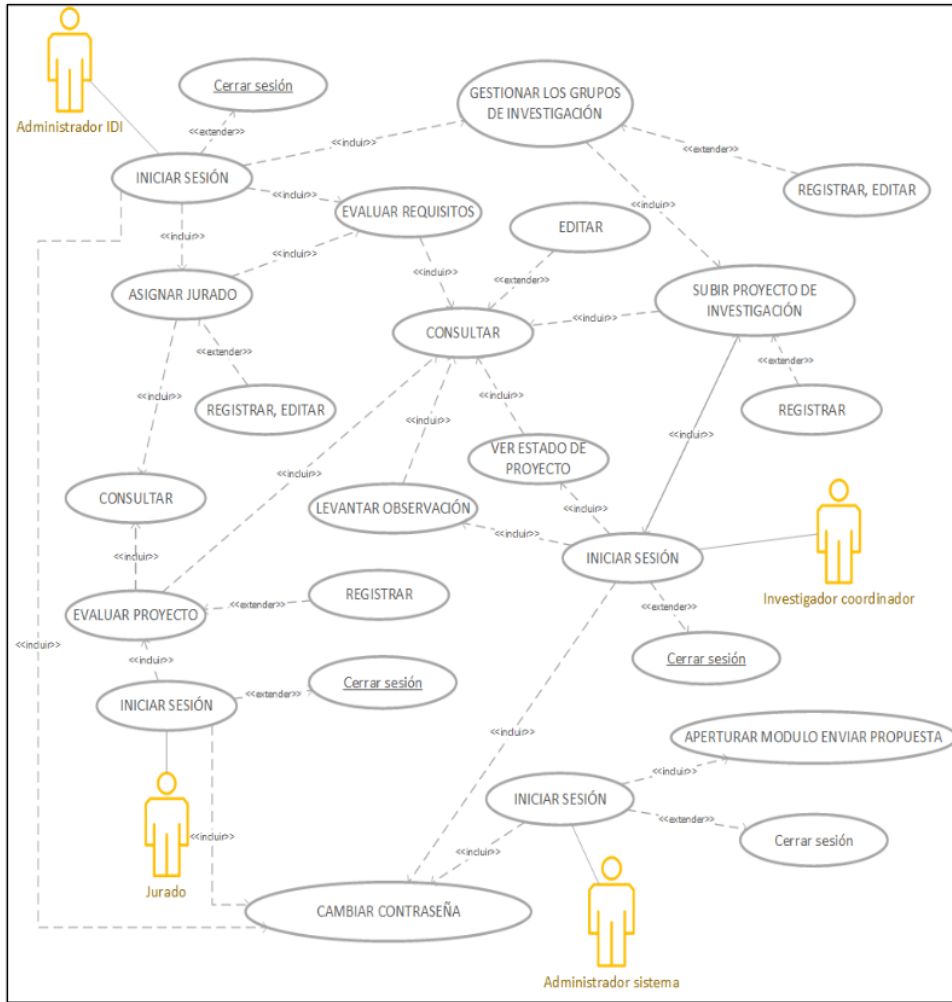 Administrador IDI
Cerrar sesión
GESTIONAR LOS GRUPOS
DE INVESTIGACIÓN
<<extender>>
<<incluir>>
<<extender>>
INICIAR SESIÓN
REGISTRAR, EDITAR
<<incluir>>
EVALUAR REQUISITOS
<<incluir>>
EDITAR
<<incluir>>
<<incluir>>
<<incluir>>
<<extender>>
ASIGNAR JURADO
SUBIR PROYECTO DE
INVESTIGACIÓN
<<incluir>>
CONSULTAR
<<extender>>
<<extender>>
<<incluir>>
<<incluir>>
REGISTRAR, EDITAR
REGISTRAR
<<incluir>>
VER ESTADO DE
PROYECTO
<<incluir>>
CONSULTAR
LEVANTAR OBSERVACIÓN
<<incluir>>
<<incluir>>
<<incluir>>
INICIAR SESIÓN
Investigador coordinador
REGISTRAR
<<extender>>
EVALUAR PROYECTO
<<extender>>
<<incluir>>
<<incluir>>
Cerrar sesión
Cerrar sesión
<<extender>>
INICIAR SESIÓN
<<incluir>>
APERTURAR MODULO ENVIAR PROPUESTA
<<incluir>>
INICIAR SESIÓN
<<extender>>
<<incluir>>
<<incluir>>
Cerrar sesión
Jurado
CAMBIAR CONTRASEÑA
Administrador sistema